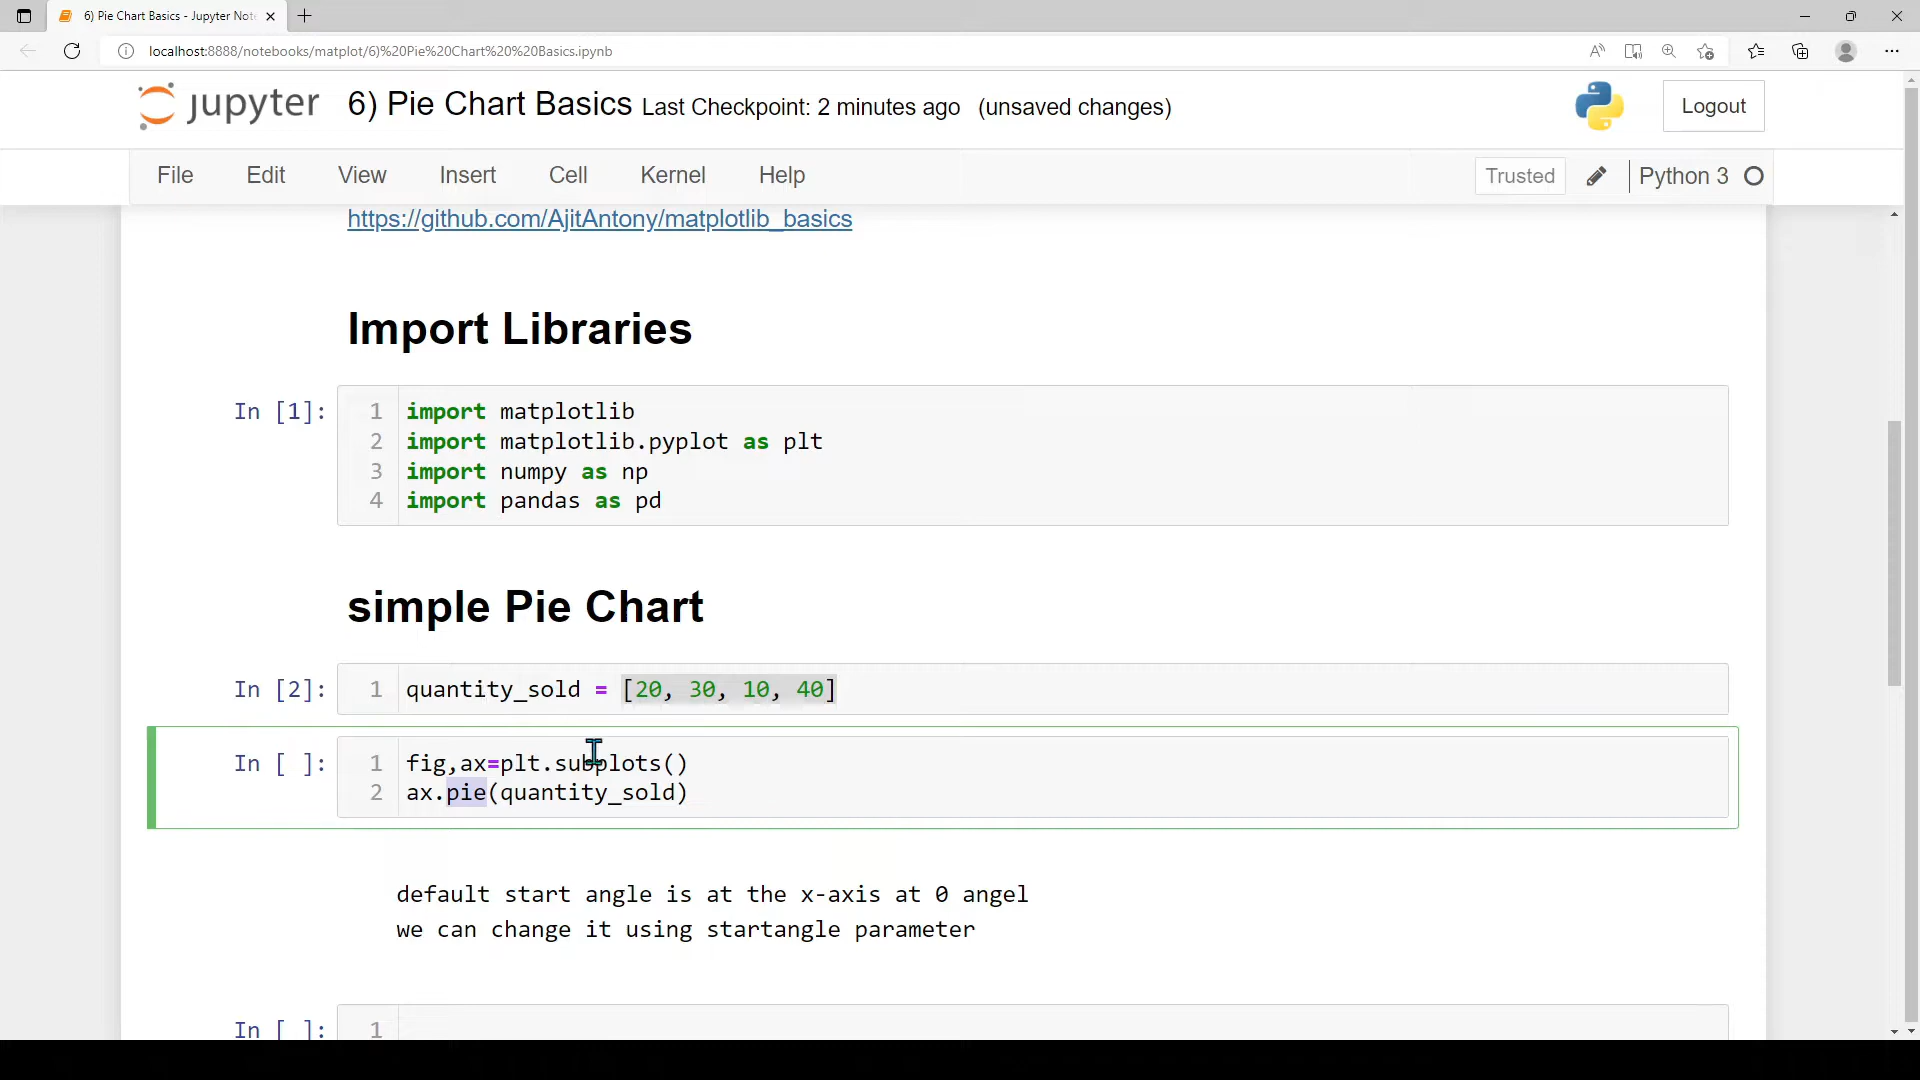 6) Pie Chart Basics - Jupyter Note
localhost:8888/notebooks/matplot/6)%20Pie%20Chart%20%20Basics.ipynb
jupyter 6) Pie Chart Basics Last Checkpoint: 2 minutes ago (unsaved changes)
Logout
File Edit View Insert Cell Kernel Help
Trusted Python 3
https://github.com/AjitAntony/matplotlib_basics
Import Libraries
In [1]: 1 import matplotlib
2 import matplotlib.pyplot as plt
3 import numpy as np
4 import pandas as pd
simple Pie Chart
In [2]: 1 quantity_sold = [20, 30, 10, 40]
In [ ]: 1 fig,ax=plt.subplots()
2 ax.pie(quantity_sold)
default start angle is at the x-axis at 0 angel
we can change it using startangle parameter
In [ ]: 1